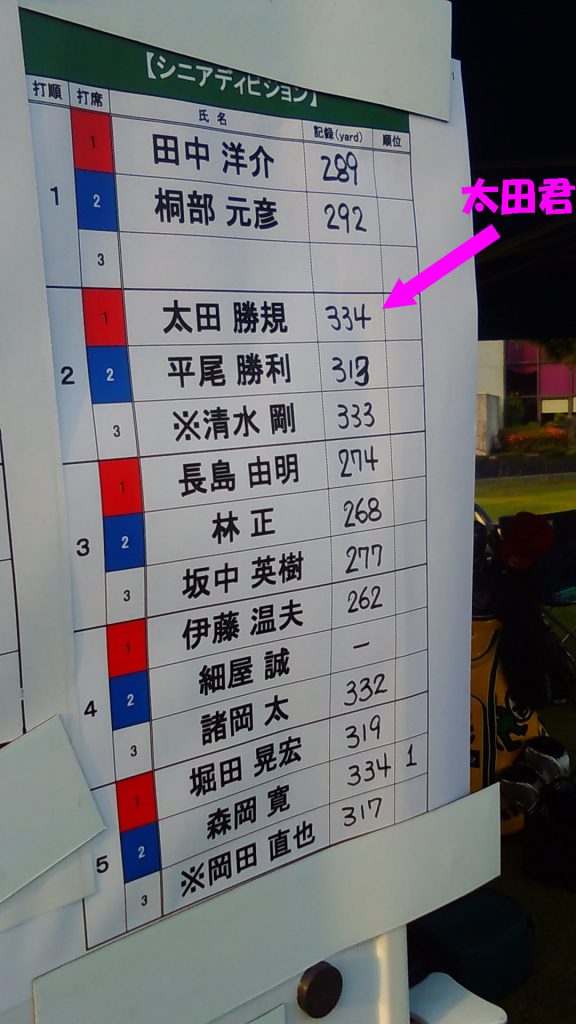 【シニアディビジョン】
打順 打席 氏名 記録(yard) 順位
1 1 田中 洋介 289
2 桐部 元彦 292
3
太田君
2 1 太田 勝規 334
2 平尾 勝利 313
3 ※清水 剛 333
3 1 長島 由明 274
2 林 正 268
3 坂中 英樹 277
4 1 伊藤 温夫 262
2 細屋 誠 －
3 諸岡 太 332
5 1 堀田 晃宏 319
2 森岡 寛 334 1
3 ※岡田 直也 317